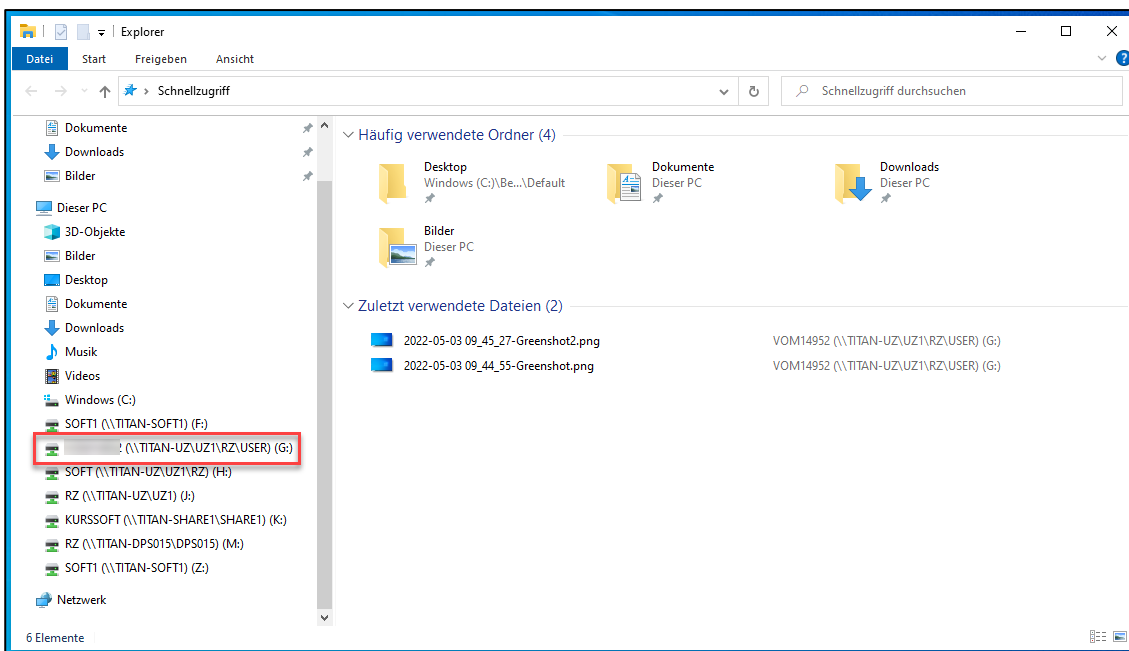 Explorer
Datei Start Freigeben Ansicht ?
Schnellzugriff Schnellzugriff durchsuchen
Dokumente
Downloads
Bilder
Dieser PC
3D-Objekte
Bilder
Desktop
Dokumente
Downloads
Musik
Videos
Windows (C:)
SOFT1 (\\TITAN-SOFT1) (F:)
(\\TITAN-UZ\UZ1\RZ\USER) (G:)
SOFT (\\TITAN-UZ\UZ1\RZ) (H:)
RZ (\\TITAN-UZ\UZ1) (J:)
KURSSOFT (\\TITAN-SHARE1\SHARE1) (K:)
RZ (\\TITAN-DPS015\DPS015) (M:)
SOFT1 (\\TITAN-SOFT1) (Z:)
Netzwerk
Häufig verwendete Ordner (4)
Desktop
Windows (C:)\Be...\Default
Dokumente
Dieser PC
Downloads
Dieser PC
Bilder
Dieser PC
Zuletzt verwendete Dateien (2)
2022-05-03 09_45_27-Greenshot2.png VOM14952 (\\TITAN-UZ\UZ1\RZ\USER) (G:)
2022-05-03 09_44_55-Greenshot.png VOM14952 (\\TITAN-UZ\UZ1\RZ\USER) (G:)
6 Elemente